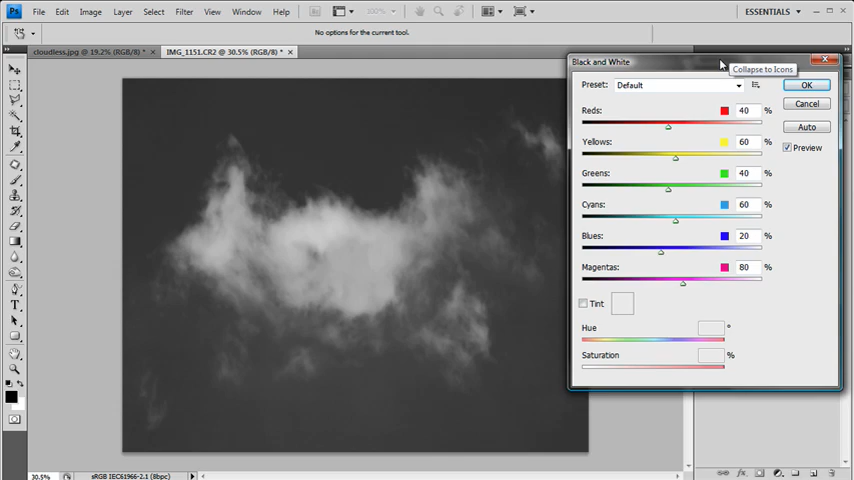 Ps File Edit Image Layer Select Filter View Window Help Br 100% ESSENTIALS
No options for the current tool.
cloudless.jpg @ 19.2% (RGB/8) * × IMG_1151.CR2 @ 30.5% (RGB/8) * ×
Black and White
Collapse to Icons
Preset: Default OK
Cancel
Reds: 40 %
Auto
Yellows: 60 %
Preview
Greens: 40 %
Cyans: 60 %
Blues: 20 %
Magentas: 80 %
Tint
Hue °
Saturation %
30.5% sRGB IEC61966-2.1 (8bpc)